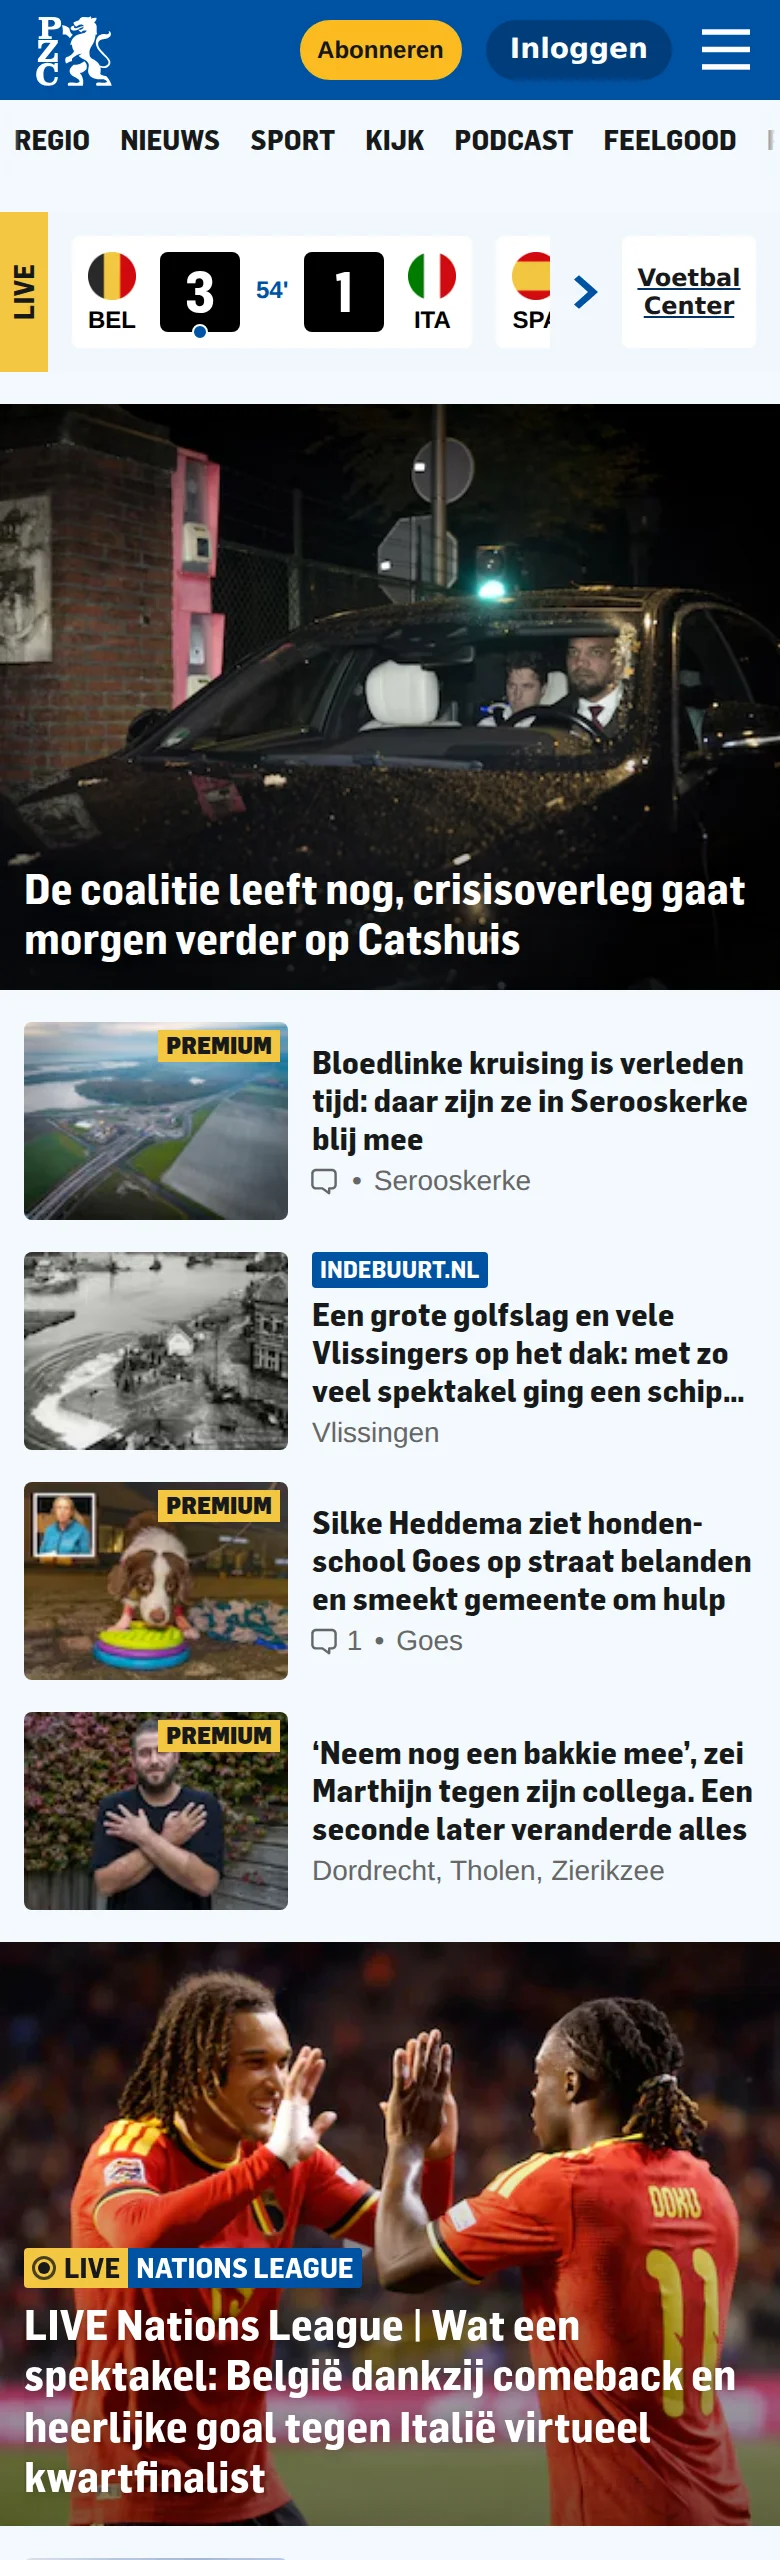 PZC
Abonneren
Inloggen
REGIO NIEUWS SPORT KIJK PODCAST FEELGOOD
LIVE
BEL
3
54'
1
ITA
SPA
Voetbal
Center
De coalitie leeft nog, crisisoverleg gaat
morgen verder op Catshuis
PREMIUM
Bloedlinke kruising is verleden
tijd: daar zijn ze in Serooskerke
blij mee
• Serooskerke
INDEBUURT.NL
Een grote golfslag en vele
Vlissingers op het dak: met zo
veel spektakel ging een schip...
Vlissingen
PREMIUM
Silke Heddema ziet honden-
school Goes op straat belanden
en smeekt gemeente om hulp
1 • Goes
PREMIUM
‘Neem nog een bakkie mee’, zei
Marthijn tegen zijn collega. Een
seconde later veranderde alles
Dordrecht, Tholen, Zierikzee
DOKU
11
LIVE NATIONS LEAGUE
LIVE Nations League | Wat een
spektakel: België dankzij comeback en
heerlijke goal tegen Italië virtueel
kwartfinalist